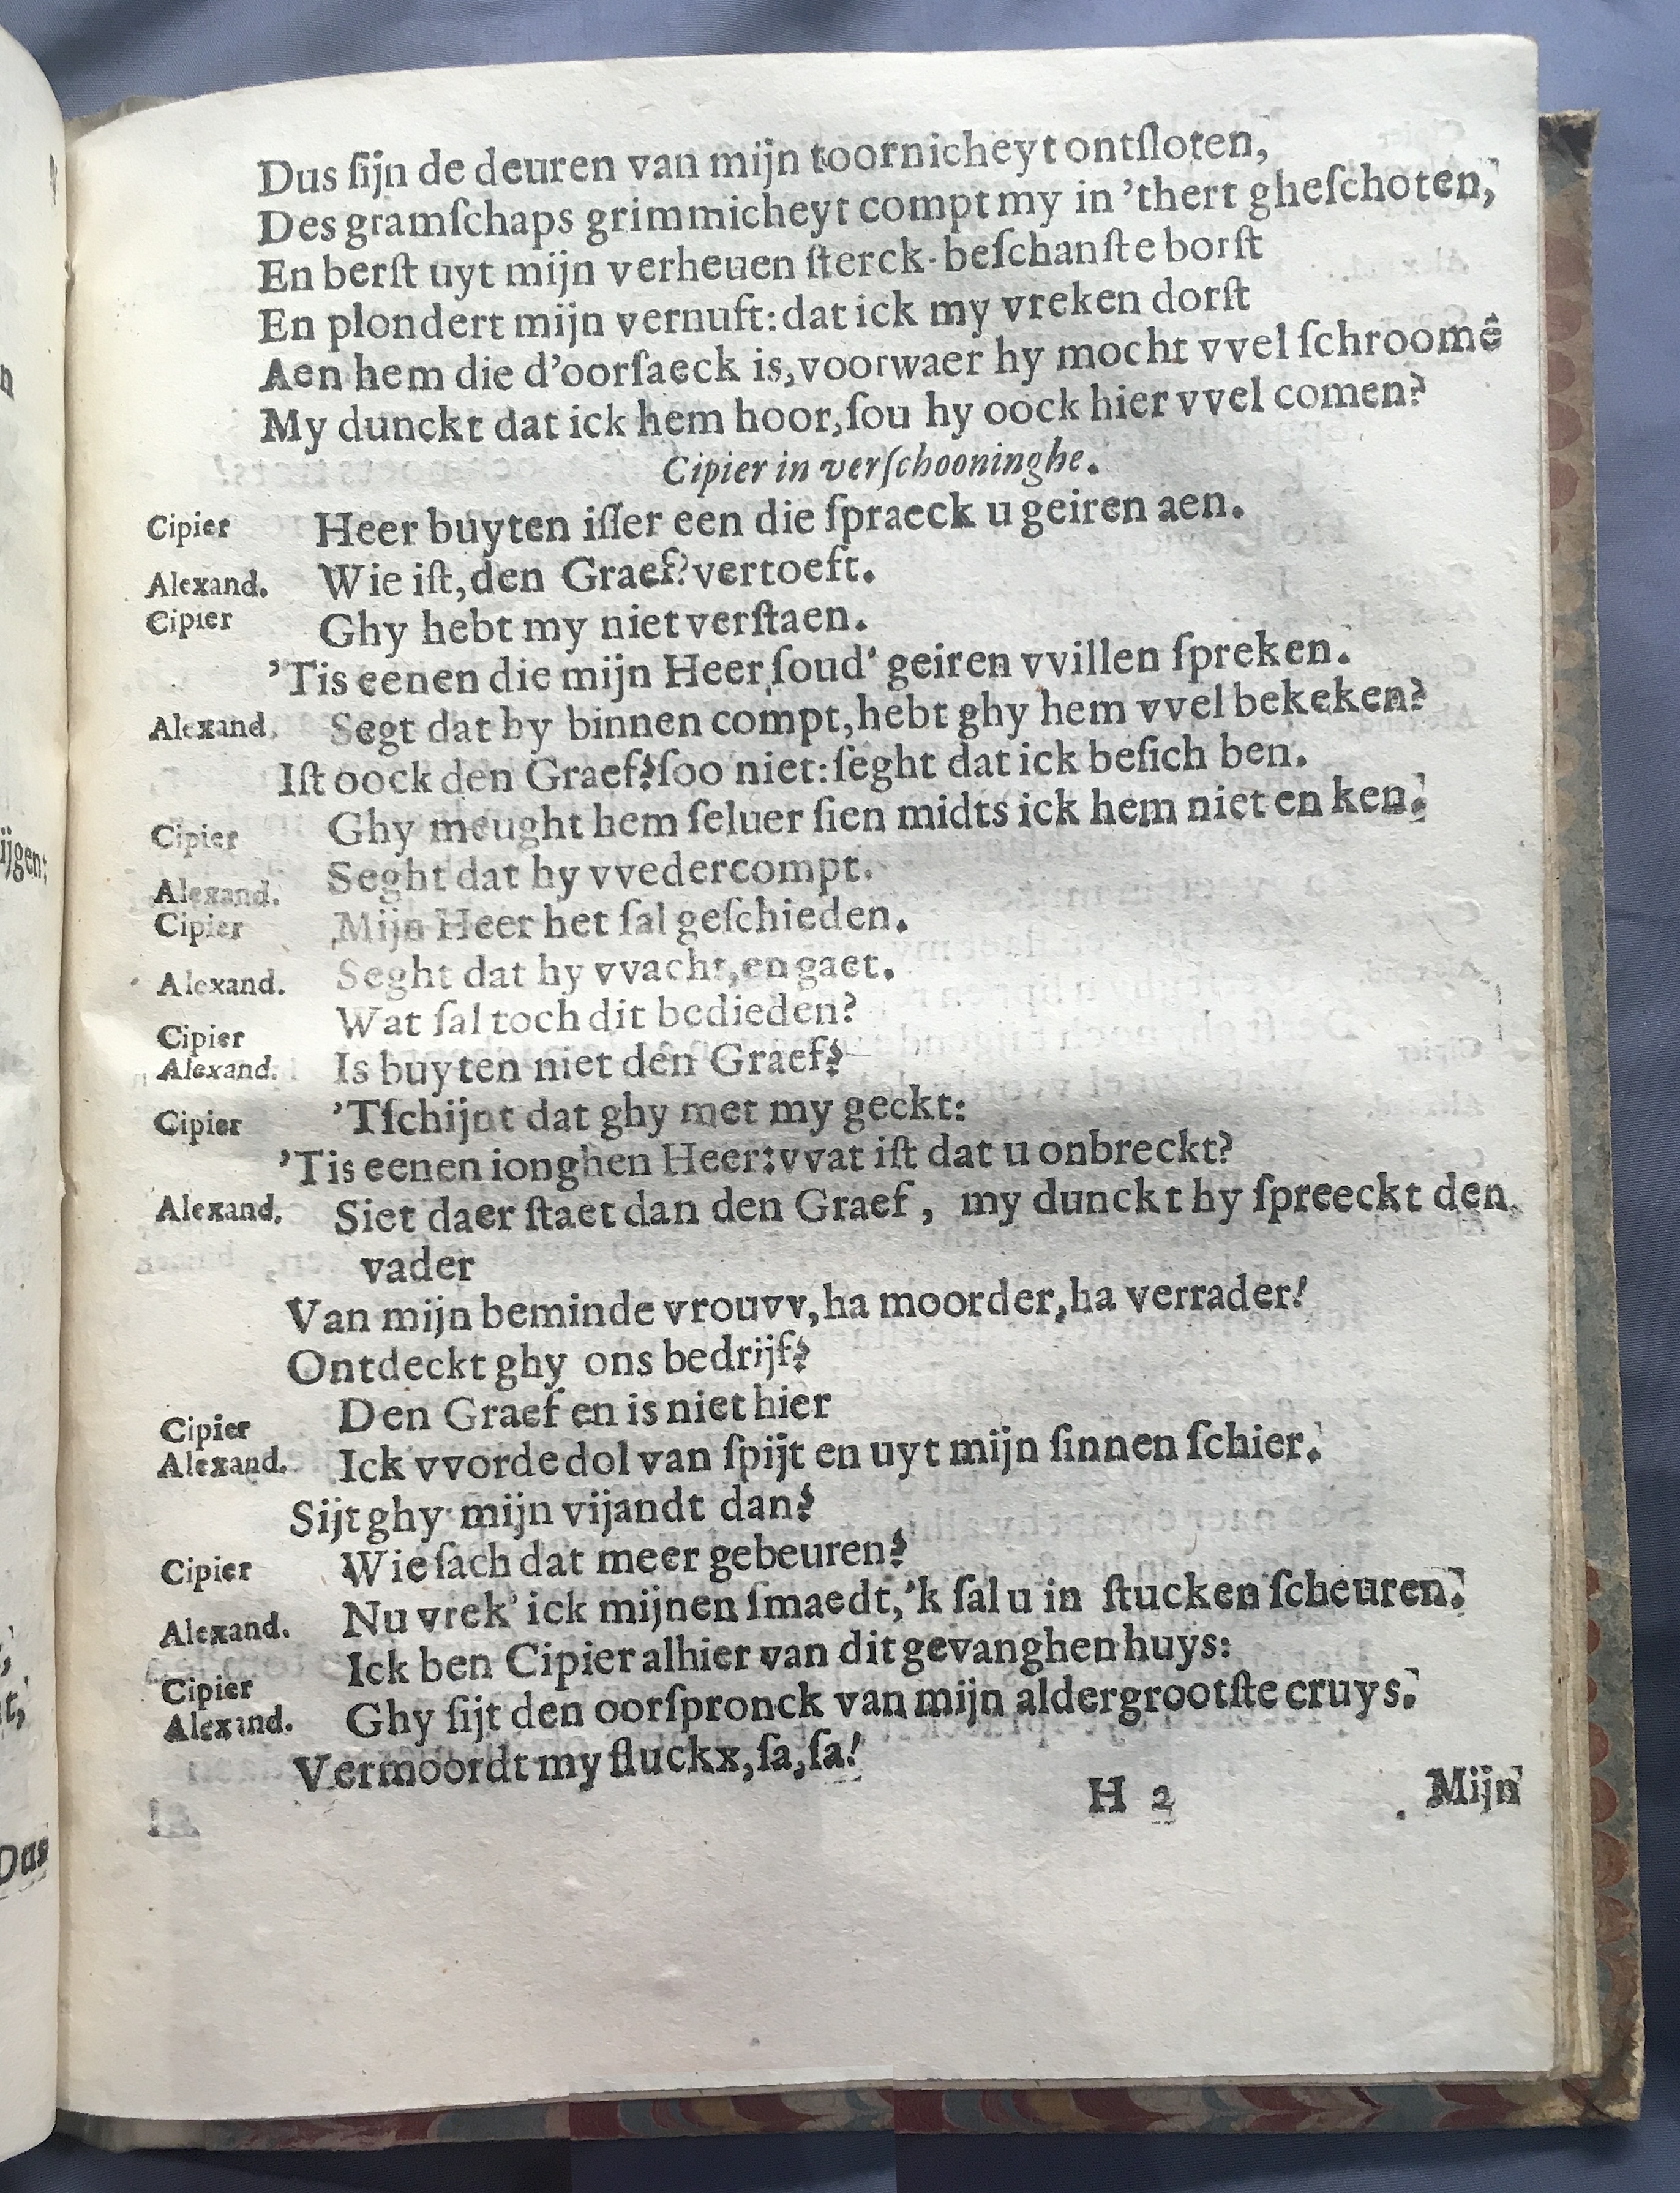 Dus ſijn de deuren van mijn toornicheyt ontſloten,
Des gramſchaps grimmicheyt compt my in 'thert gheſchoten,
En berſt uyt mijn verheuen ſterck-beſchanſte borſt
En plondert mijn vernuft: dat ick my vreken dorſt
Aen hem die d'oorſaeck is, voorwaer hy mocht vvel ſchroomē
My dunckt dat ick hem hoor, ſou hy oock hier vvel comen?
Cipier in verſchooninghe.
Cipier Heer buyten iſſer een die ſpraeck u geiren aen.
Alexand. Wie iſt, den Graef? vertoeft.
Cipier Ghy hebt my niet verſtaen.
'Tis eenen die mijn Heer ſoud' geiren vvillen ſpreken.
Alexand. Segt dat hy binnen compt, hebt ghy hem vvel bekeken?
Iſt oock den Graef? ſoo niet: ſeght dat ick beſich ben.
Cipier Ghy meught hem ſeluer ſien midts ick hem niet en ken.
Alexand. Seght dat hy vvedercompt.
Cipier Mijn Heer het ſal geſchieden.
Alexand. Seght dat hy vvacht, en gaet.
Cipier Wat ſal toch dit bedieden?
Alexand. Is buyten niet den Graef?
Cipier 'Tſchijnt dat ghy met my geckt:
'Tis eenen ionghen Heer: vvat iſt dat u onbreckt?
Alexand. Siet daer ſtaet dan den Graef, my dunckt hy ſpreeckt den
vader
Van mijn beminde vrouvv, ha moorder, ha verrader!
Ontdeckt ghy ons bedrijf?
Cipier Den Graef en is niet hier
Alexand. Ick vvorde dol van ſpijt en uyt mijn ſinnen ſchier.
Sijt ghy mijn vijandt dan?
Cipier Wie ſach dat meer gebeuren?
Alexand. Nu vrek' ick mijnen ſmaedt, 'k ſal u in ſtucken ſcheuren.
Cipier Ick ben Cipier alhier van dit gevanghenhuys:
Alexand. Ghy ſijt den oorſpronck van mijn aldergrootſte cruys.
Vermoordt my ſluckx, ſa, ſa!
H 2 Mijn